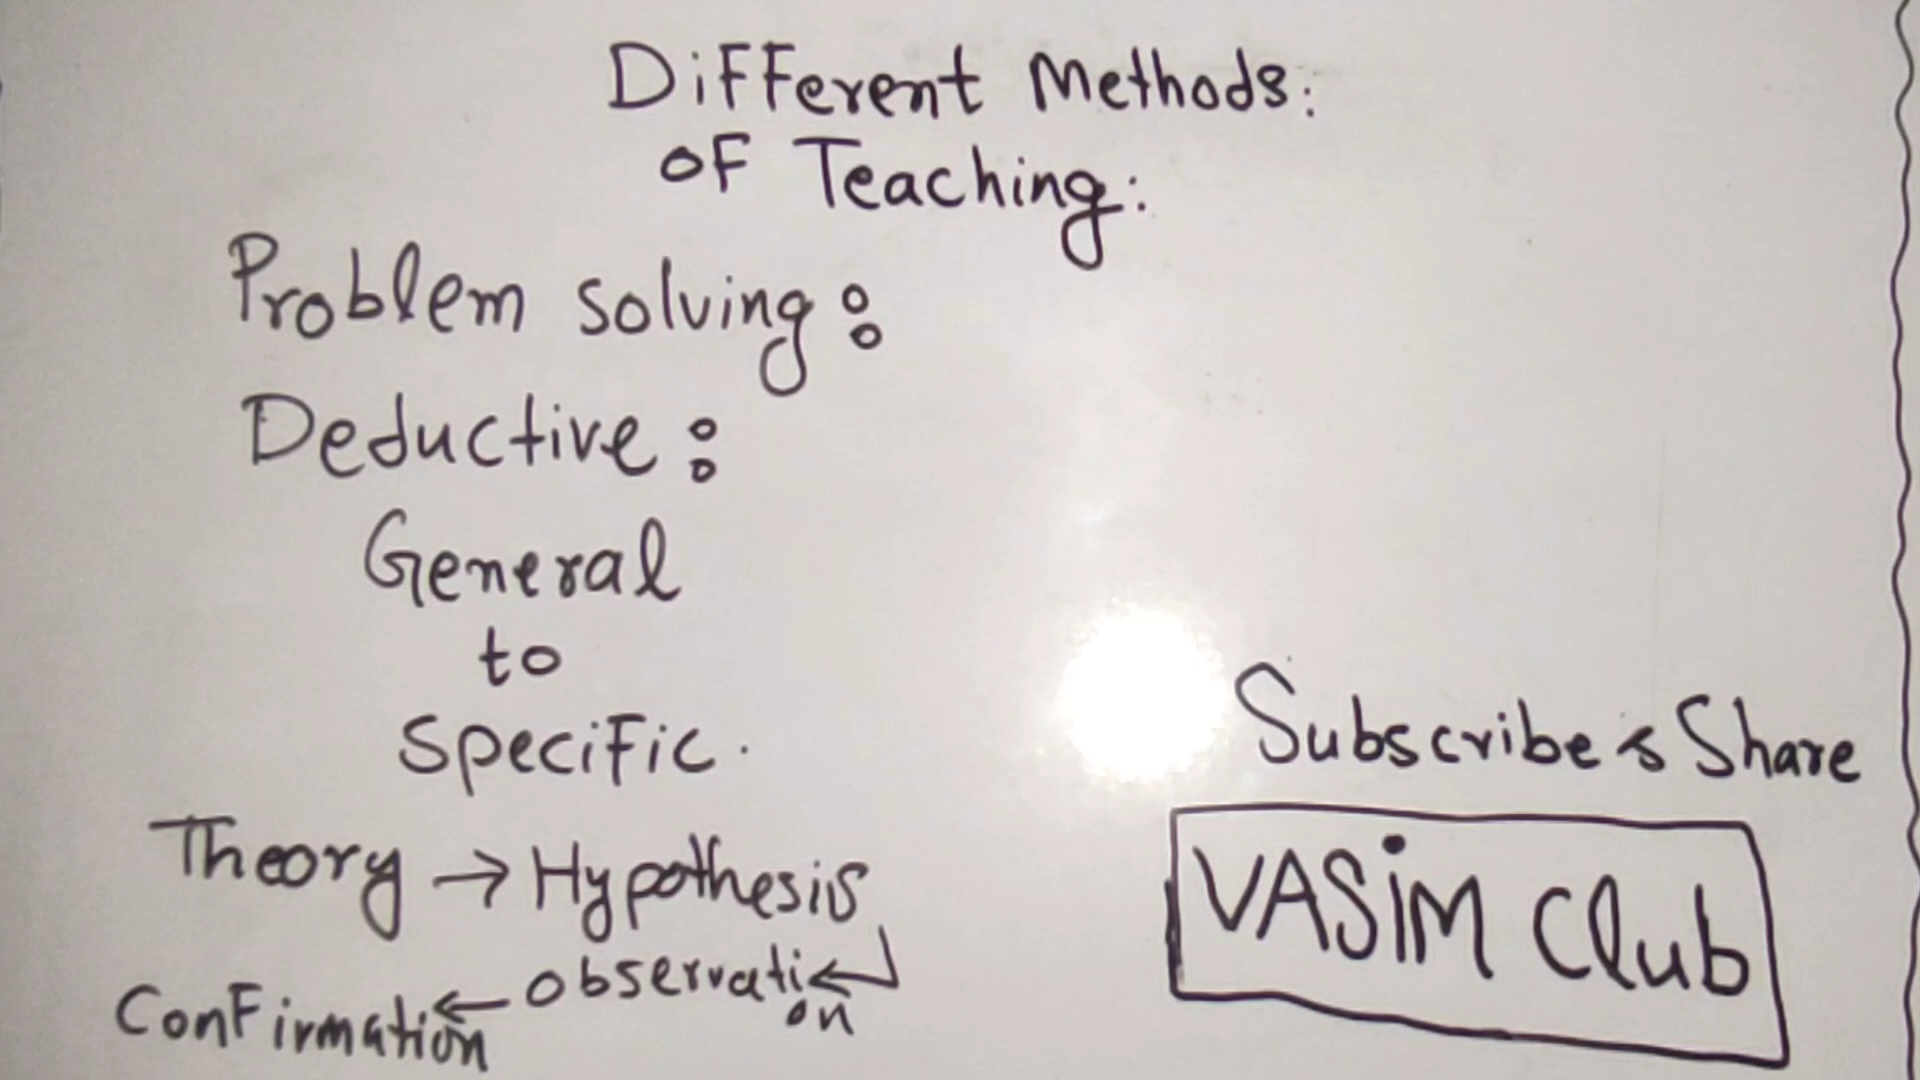 Different Methods:
of Teaching:
Problem solving:
Deductive:
General
to
Specific.
Theory → Hypothesis
Confirmation ← observation
Subscribe & Share
VASiM Club